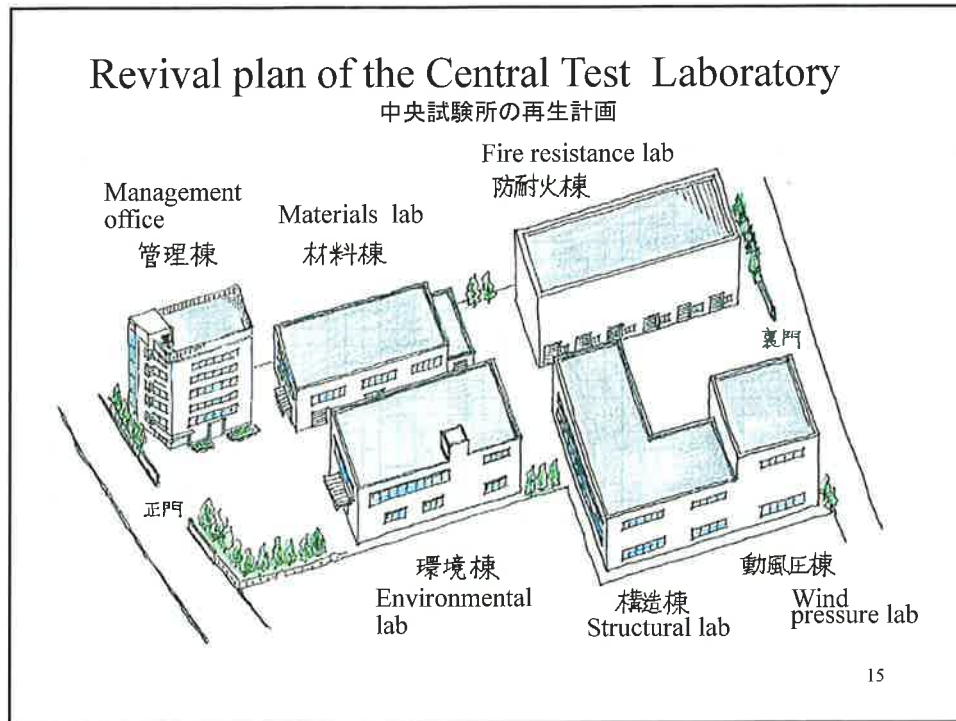 Revival plan of the Central Test Laboratory
中央試験所の再生計画
Fire resistance lab
防耐火棟
Management
office
管理棟
Materials lab
材料棟
裏門
正門
環境棟
Environmental
lab
構造棟
Structural lab
動風圧棟
Wind
pressure lab
15